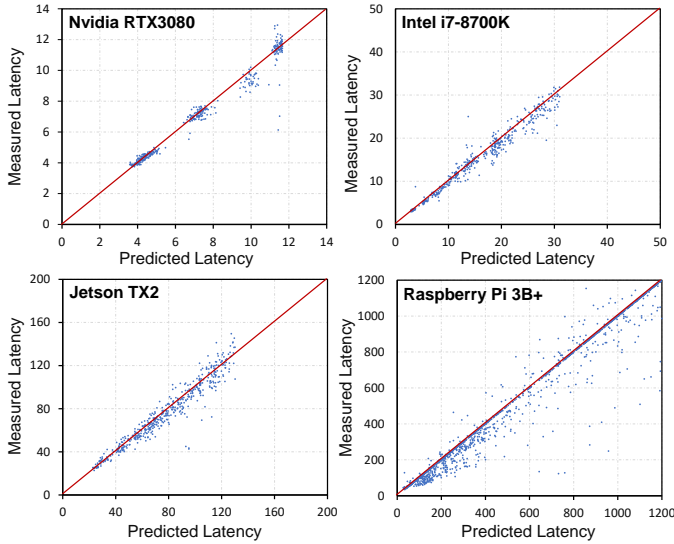 Nvidia RTX3080
Measured Latency
14
12
10
8
6
4
2
0
0 2 4 6 8 10 12 14
Predicted Latency
Intel i7-8700K
Measured Latency
50
40
30
20
10
0
0 10 20 30 40 50
Predicted Latency
Jetson TX2
Measured Latency
200
160
120
80
40
0
0 40 80 120 160 200
Predicted Latency
Raspberry Pi 3B+
Measured Latency
1200
1000
800
600
400
200
0
0 200 400 600 800 1000 1200
Predicted Latency